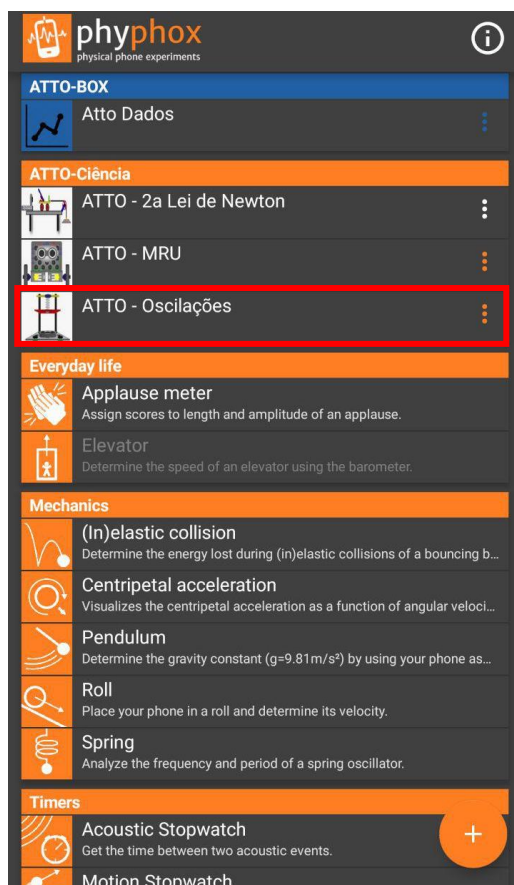 phyphox
physical phone experiments
ATTO-BOX
Atto Dados
ATTO-Ciência
ATTO - 2a Lei de Newton
ATTO - MRU
ATTO - Oscilações
Everyday life
Applause meter
Assign scores to length and amplitude of an applause.
Elevator
Determine the speed of an elevator using the barometer.
Mechanics
(In)elastic collision
Determine the energy lost during (in)elastic collisions of a bouncing b...
Centripetal acceleration
Visualizes the centripetal acceleration as a function of angular veloci...
Pendulum
Determine the gravity constant (g=9.81m/s²) by using your phone as...
Roll
Place your phone in a roll and determine its velocity.
Spring
Analyze the frequency and period of a spring oscillator.
Timers
Acoustic Stopwatch
Get the time between two acoustic events.
Motion Stopwatch